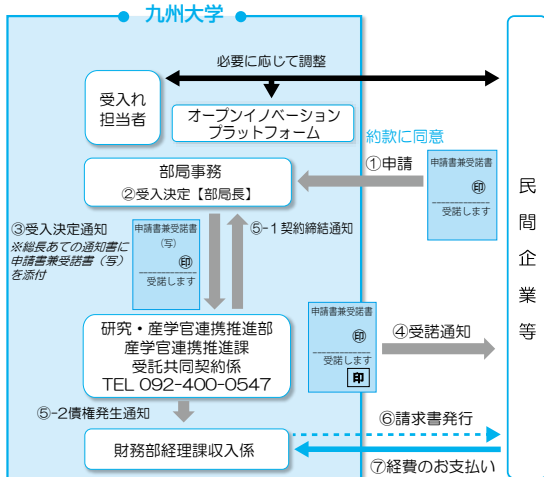 九州大学
必要に応じて調整
受入れ
担当者
オープンイノベーション
プラットフォーム
約款に同意
①申請
申請書兼受諾書
㊞
受諾します
部局事務
②受入決定【部局長】
③受入決定通知
※総長あての通知書に
申請書兼受諾書（写）
を添付
申請書兼受諾書
（写）
㊞
受諾します
⑤-1契約締結通知
民間企業等
研究・産学官連携推進部
産学官連携推進課
受託共同契約係
TEL 092-400-0547
申請書兼受諾書
㊞
受諾します
印
④受諾通知
⑤-2債権発生通知
⑥請求書発行
財務部経理課収入係
⑦経費のお支払い